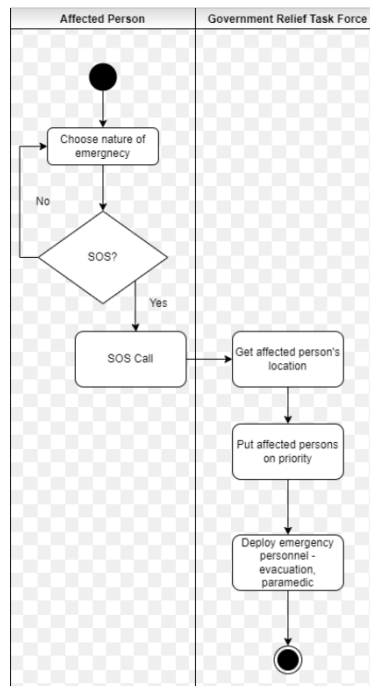 Affected Person
Government Relief Task Force
Choose nature of
emergnecy
No
SOS?
Yes
SOS Call
Get affected person's
location
Put affected persons
on priority
Deploy emergency
personnel -
evacuation,
paramedic